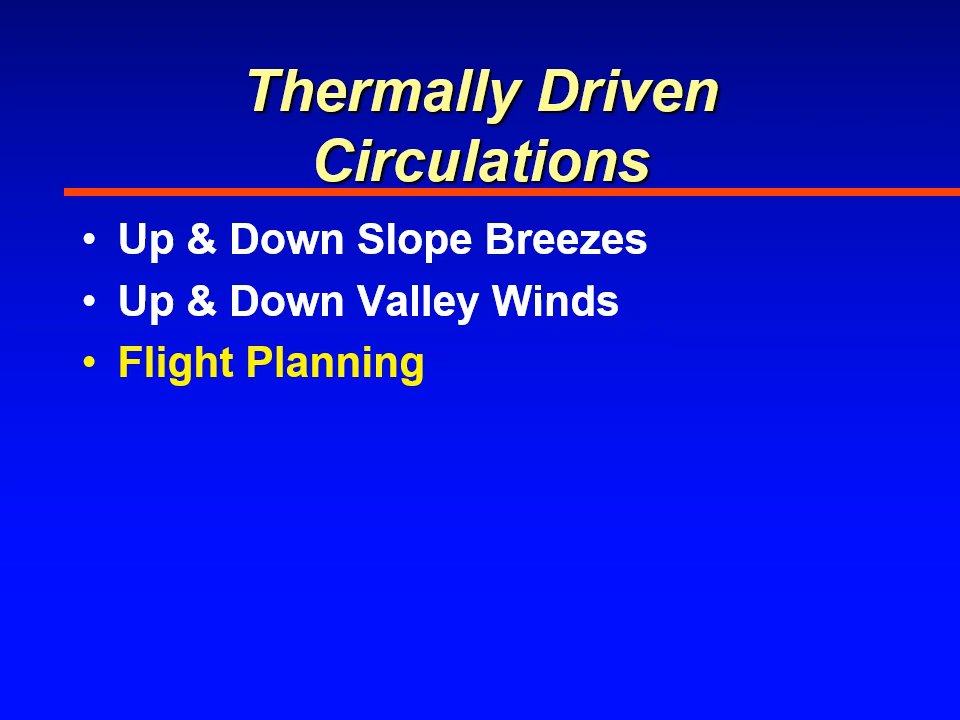 Thermally Driven
Circulations
• Up & Down Slope Breezes
• Up & Down Valley Winds
• Flight Planning